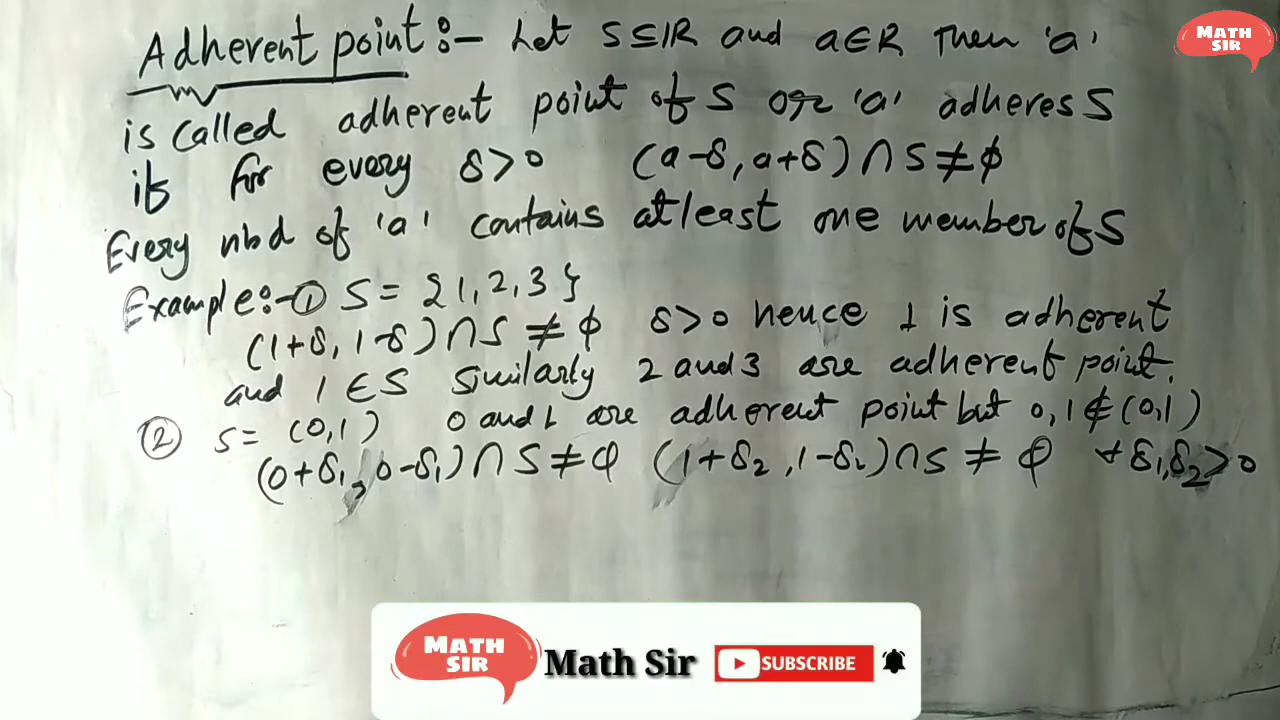 Adherent point :- Let S⊆IR and a∈R Then 'a'
MATH
SIR
is called adherent point of S or 'a' adheres S
if for every δ>0 (a-δ, a+δ)∩S≠ϕ
Every nbd of 'a' contains atleast one member of S
Example:-① S= {1,2,3}
(1+δ, 1-δ)∩S≠ϕ δ>0 hence 1 is adherent
and 1∈S similarly 2 and 3 are adherent point.
② S= (0,1) 0 and 1 are adherent point but 0,1∉(0,1)
(0+δ₁, 0-δ₁)∩S≠ϕ (1+δ₂, 1-δ₂)∩S≠ϕ ∀δ₁,δ₂>0
MATH
SIR
Math Sir
SUBSCRIBE